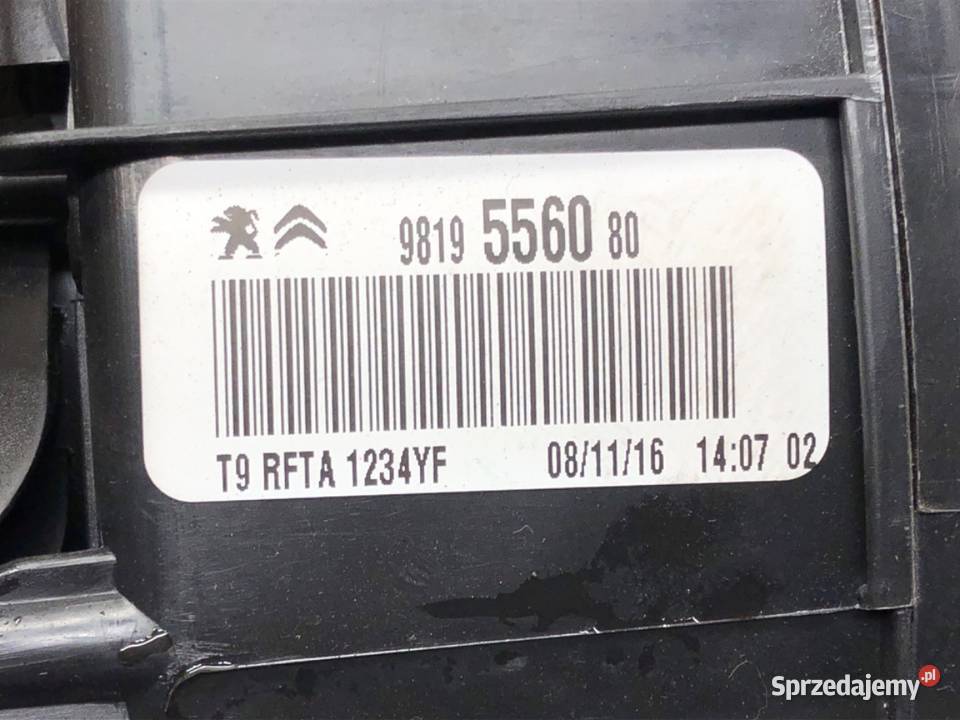 9819 5560 80
T9 RFTA 1234YF 08/11/16 14:07 02
Sprzedajemy.pl